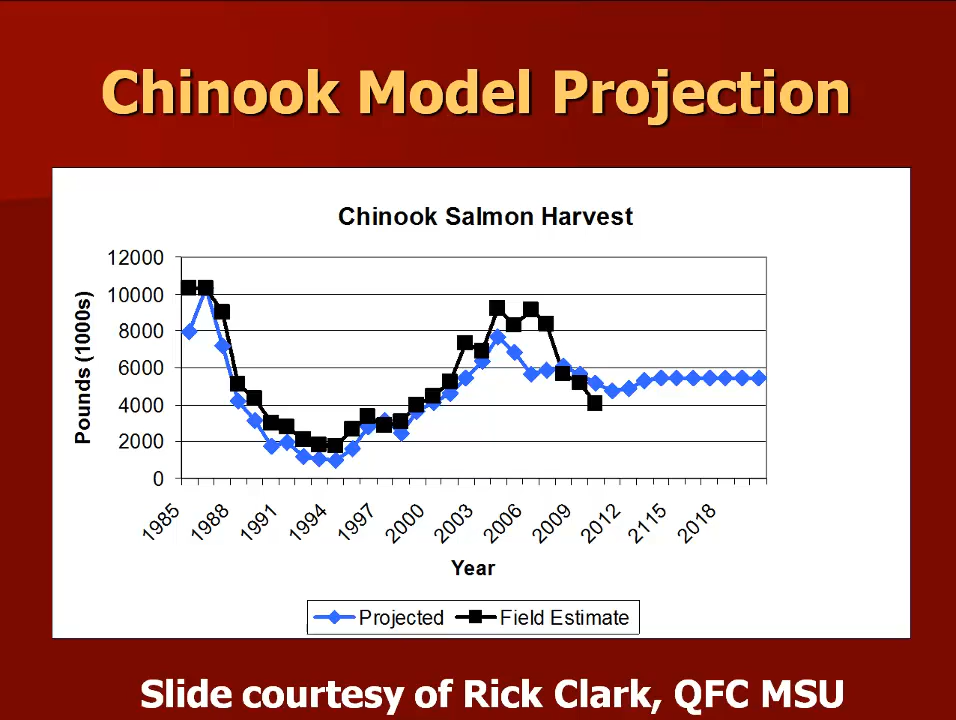 Chinook Model Projection
Chinook Salmon Harvest
12000
10000
8000
6000
4000
2000
0
Pounds (1000s)
1985 1988 1991 1994 1997 2000 2003 2006 2009 2012 2115 2018
Year
Projected Field Estimate
Slide courtesy of Rick Clark, QFC MSU